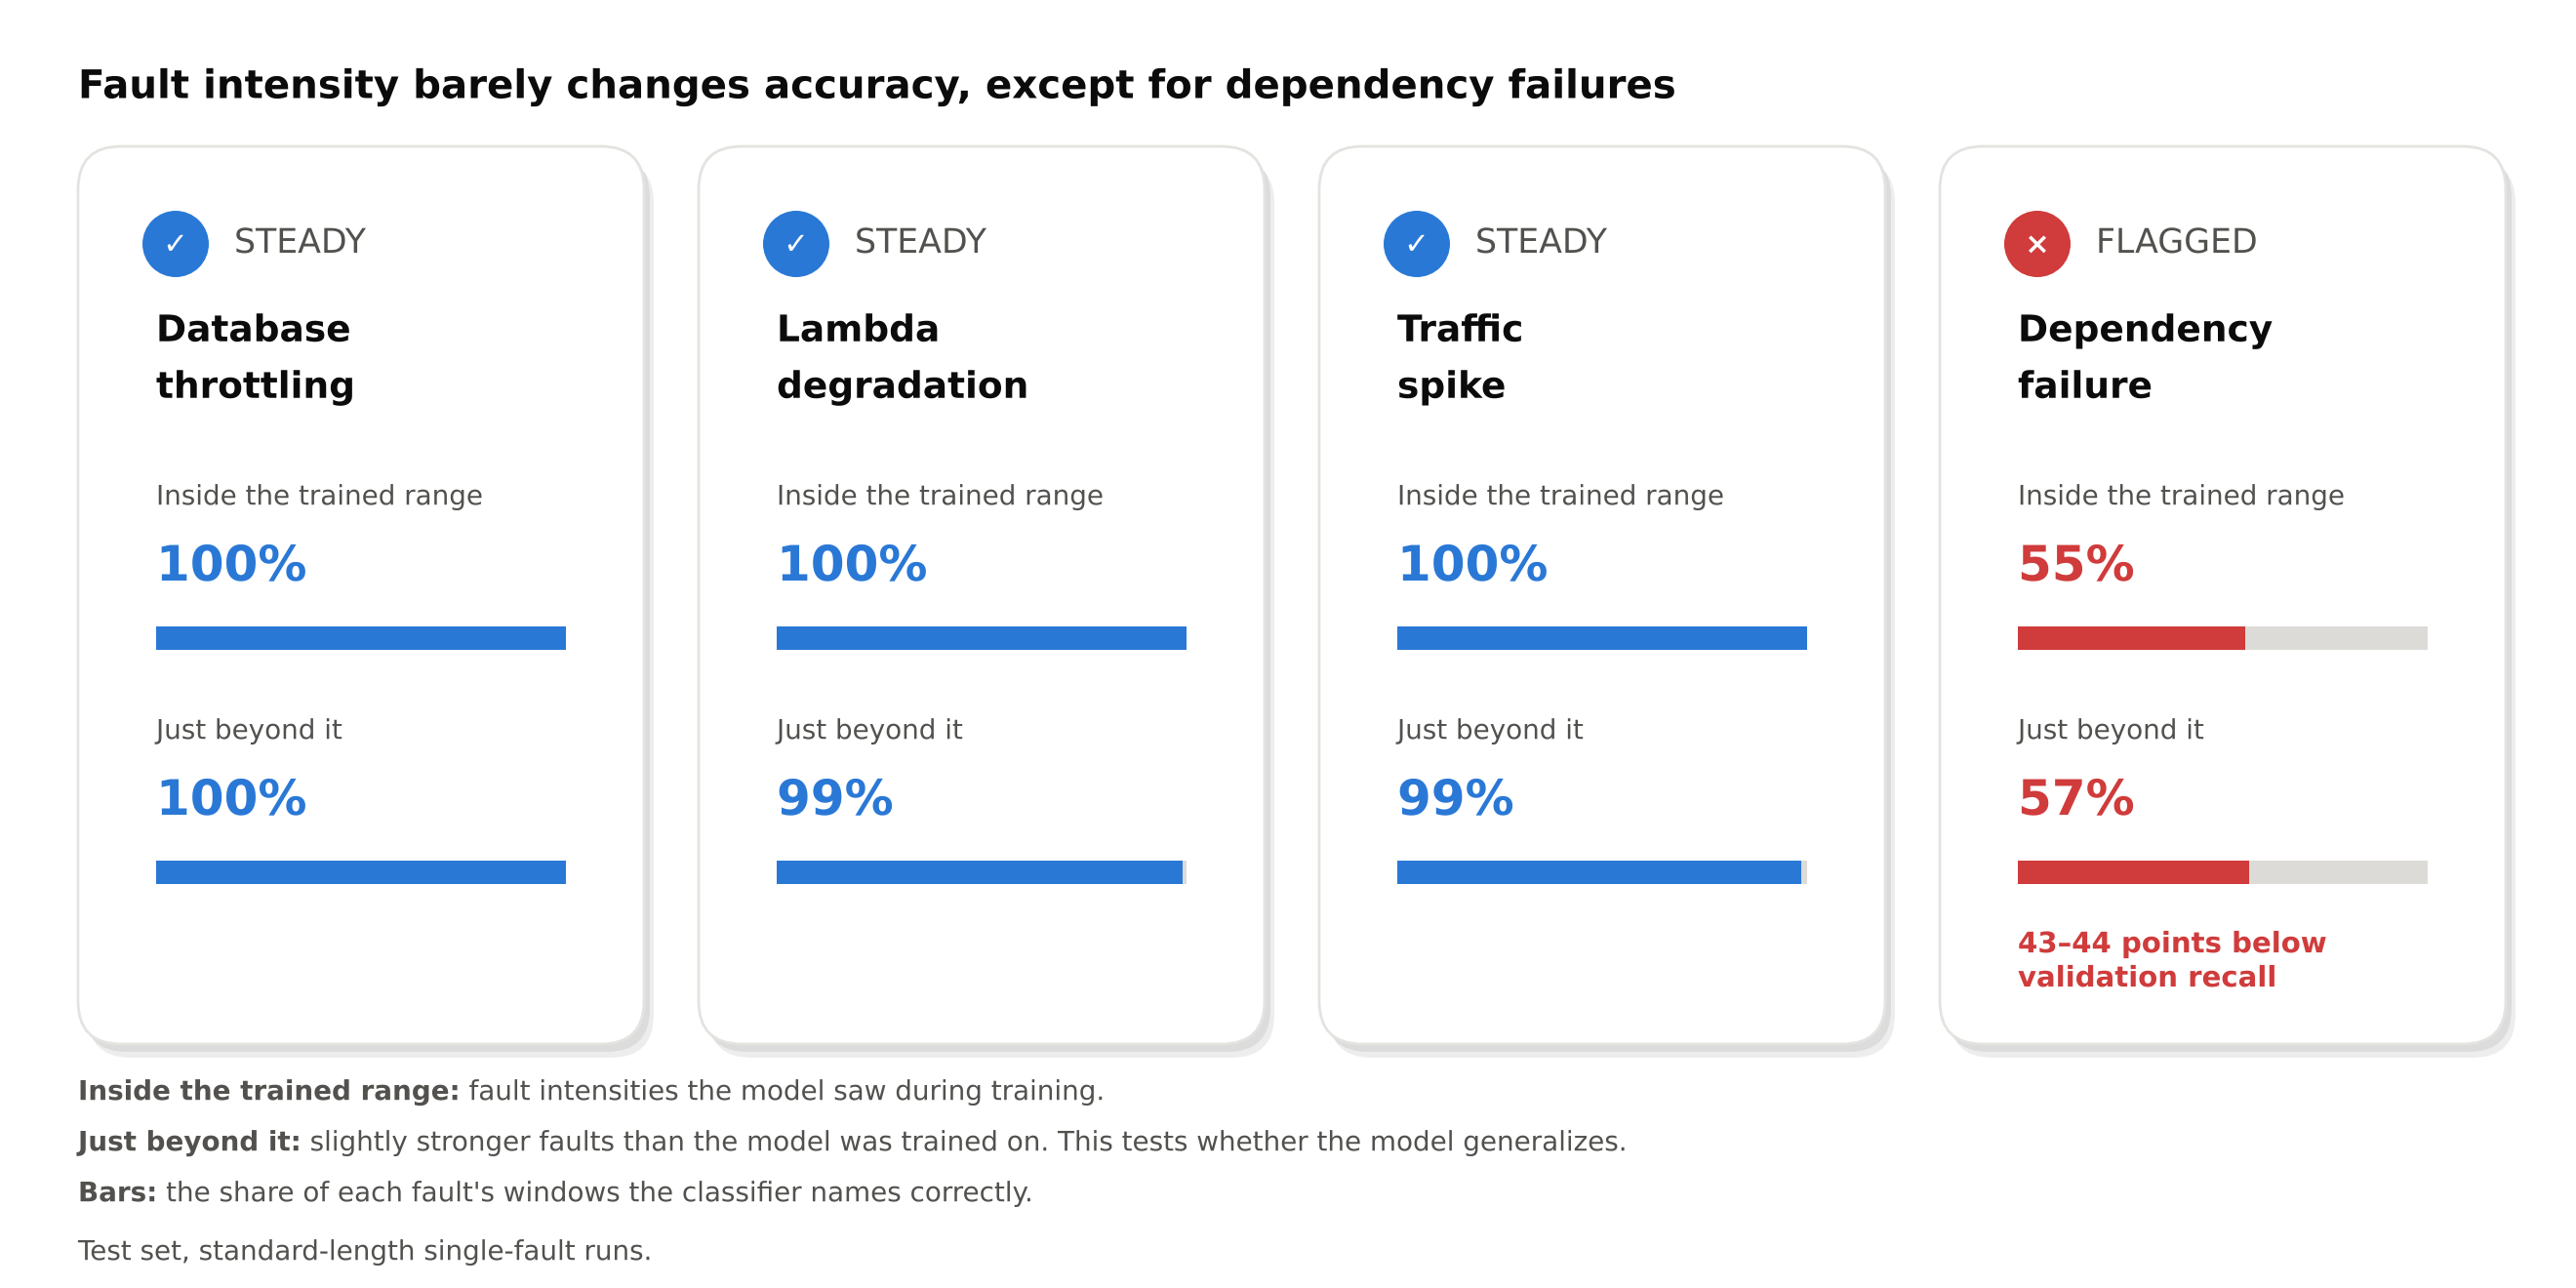 Fault intensity barely changes accuracy, except for dependency failures
✓ STEADY
Database
throttling
Inside the trained range
100%
Just beyond it
100%
✓ STEADY
Lambda
degradation
Inside the trained range
100%
Just beyond it
99%
✓ STEADY
Traffic
spike
Inside the trained range
100%
Just beyond it
99%
× FLAGGED
Dependency
failure
Inside the trained range
55%
Just beyond it
57%
43–44 points below
validation recall
Inside the trained range: fault intensities the model saw during training.
Just beyond it: slightly stronger faults than the model was trained on. This tests whether the model generalizes.
Bars: the share of each fault's windows the classifier names correctly.
Test set, standard-length single-fault runs.